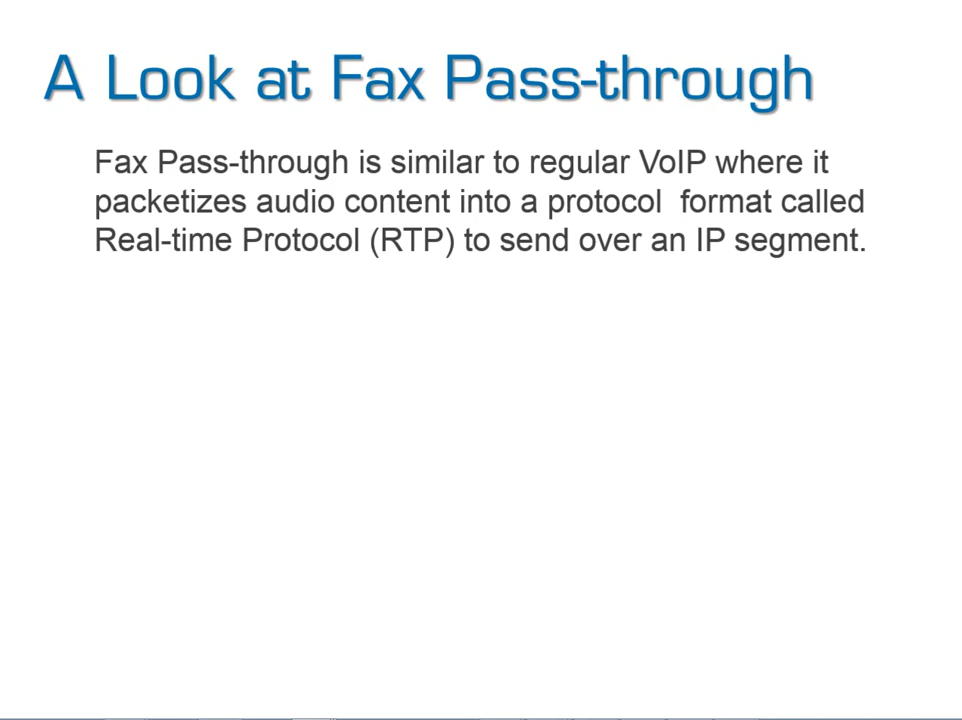 A Look at Fax Pass-through
Fax Pass-through is similar to regular VoIP where it
packetizes audio content into a protocol  format called
Real-time Protocol (RTP) to send over an IP segment.